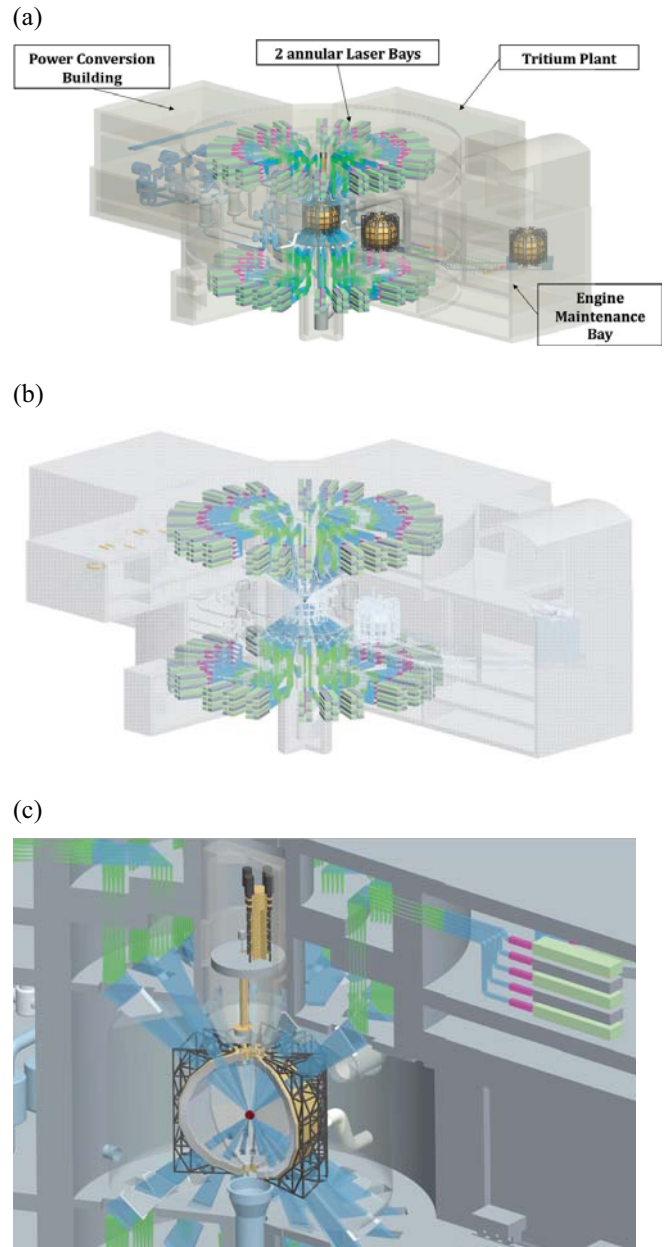 (a)
Power Conversion
Building
2 annular Laser Bays
Tritium Plant
Engine
Maintenance
Bay
(b)
(c)